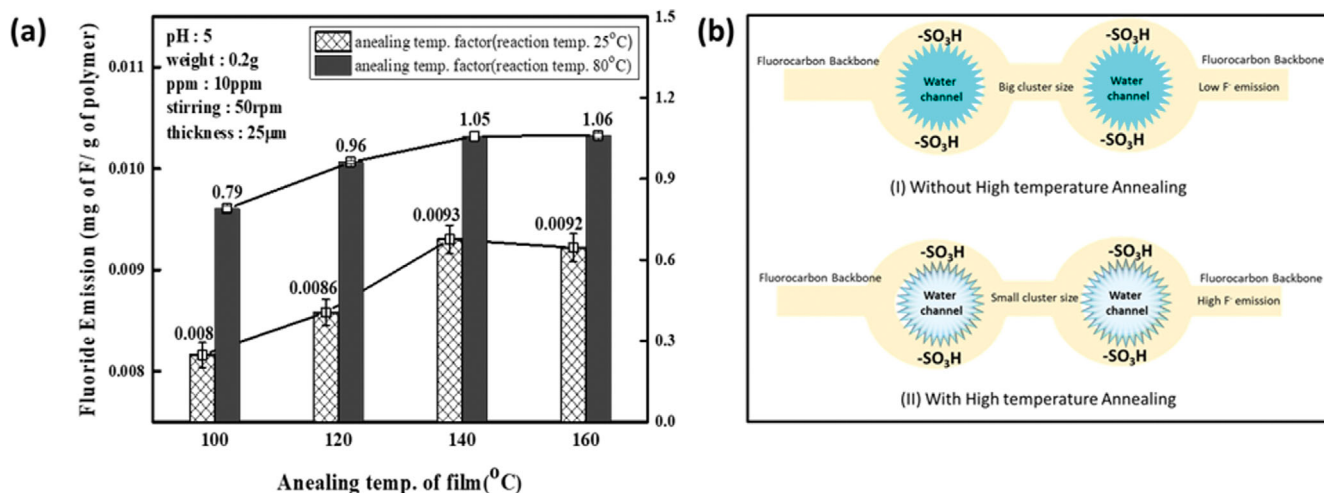 (a)
pH : 5
weight : 0.2g
ppm : 10ppm
stirring : 50rpm
thickness : 25μm
anealing temp. factor(reaction temp. 25°C)
anealing temp. factor(reaction temp. 80°C)
Fluoride Emission (mg of F/ g of polymer)
0.011
0.010
0.009
0.008
1.5
1.2
0.9
0.6
0.3
0.0
0.79
0.96
1.05
1.06
0.008
0.0086
0.0093
0.0092
100
120
140
160
Anealing temp. of film(°C)
(b)
-SO₃H -SO₃H
Fluorocarbon Backbone Fluorocarbon Backbone
Water channel Big cluster size Water channel Low F⁻ emission
-SO₃H -SO₃H
(I) Without High temperature Annealing
-SO₃H -SO₃H
Fluorocarbon Backbone Fluorocarbon Backbone
Water channel Small cluster size Water channel High F⁻ emission
-SO₃H -SO₃H
(II) With High temperature Annealing